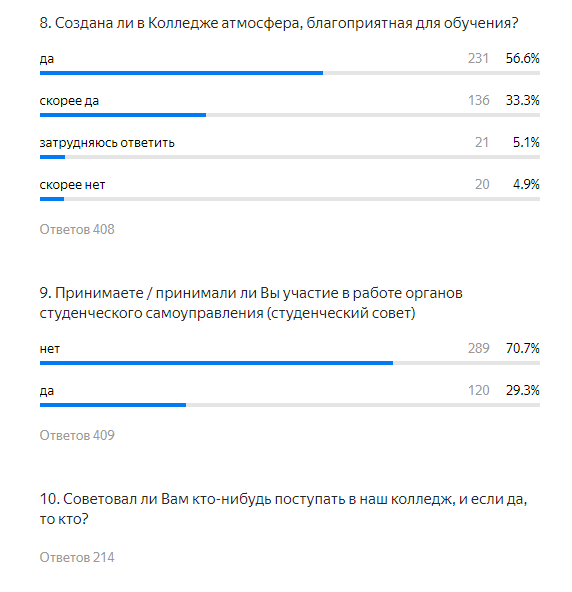 8. Создана ли в Колледже атмосфера, благоприятная для обучения?
да 231 56.6%
скорее да 136 33.3%
затрудняюсь ответить 21 5.1%
скорее нет 20 4.9%
Ответов 408
9. Принимаете / принимали ли Вы участие в работе органов
студенческого самоуправления (студенческий совет)
нет 289 70.7%
да 120 29.3%
Ответов 409
10. Советовал ли Вам кто-нибудь поступать в наш колледж, и если да,
то кто?
Ответов 214